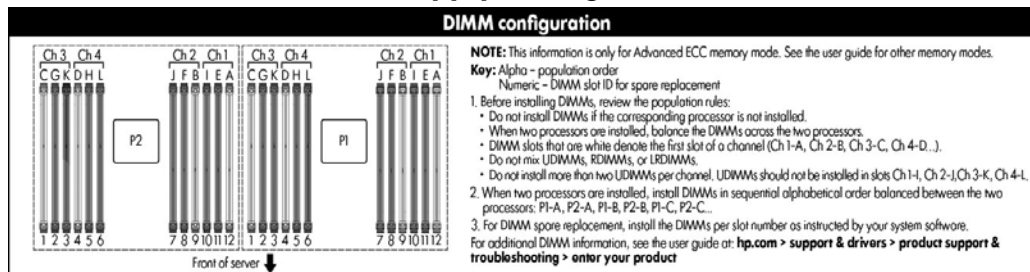 DIMM configuration
Ch 3 Ch 4 Ch 2 Ch 1 Ch 3 Ch 4 Ch 2 Ch 1
C G K D H L J F B I E A C G K D H L J F B I E A
P2 P1
1 2 3 4 5 6 7 8 9 10 11 12 1 2 3 4 5 6 7 8 9 10 11 12
Front of server
NOTE: This information is only for Advanced ECC memory mode. See the user guide for other memory modes.
Key: Alpha – population order
Numeric – DIMM slot ID for spare replacement
1. Before installing DIMMs, review the population rules:
• Do not install DIMMs if the corresponding processor is not installed.
• When two processors are installed, balance the DIMMs across the two processors.
• DIMM slots that are white denote the first slot of a channel (Ch 1-A, Ch 2-B, Ch 3-C, Ch 4-D...).
• Do not mix UDIMMs, RDIMMs, or LRDIMMs.
• Do not install more than two UDIMMs per channel. UDIMMs should not be installed in slots Ch 1-I, Ch 2-J,Ch 3-K, Ch 4-L.
2. When two processors are installed, install DIMMs in sequential alphabetical order balanced between the two
processors: P1-A, P2-A, P1-B, P2-B, P1-C, P2-C...
3. For DIMM spare replacement, install the DIMMs per slot number as instructed by your system software.
For additional DIMM information, see the user guide at: hp.com > support & drivers > product support &
troubleshooting > enter your product